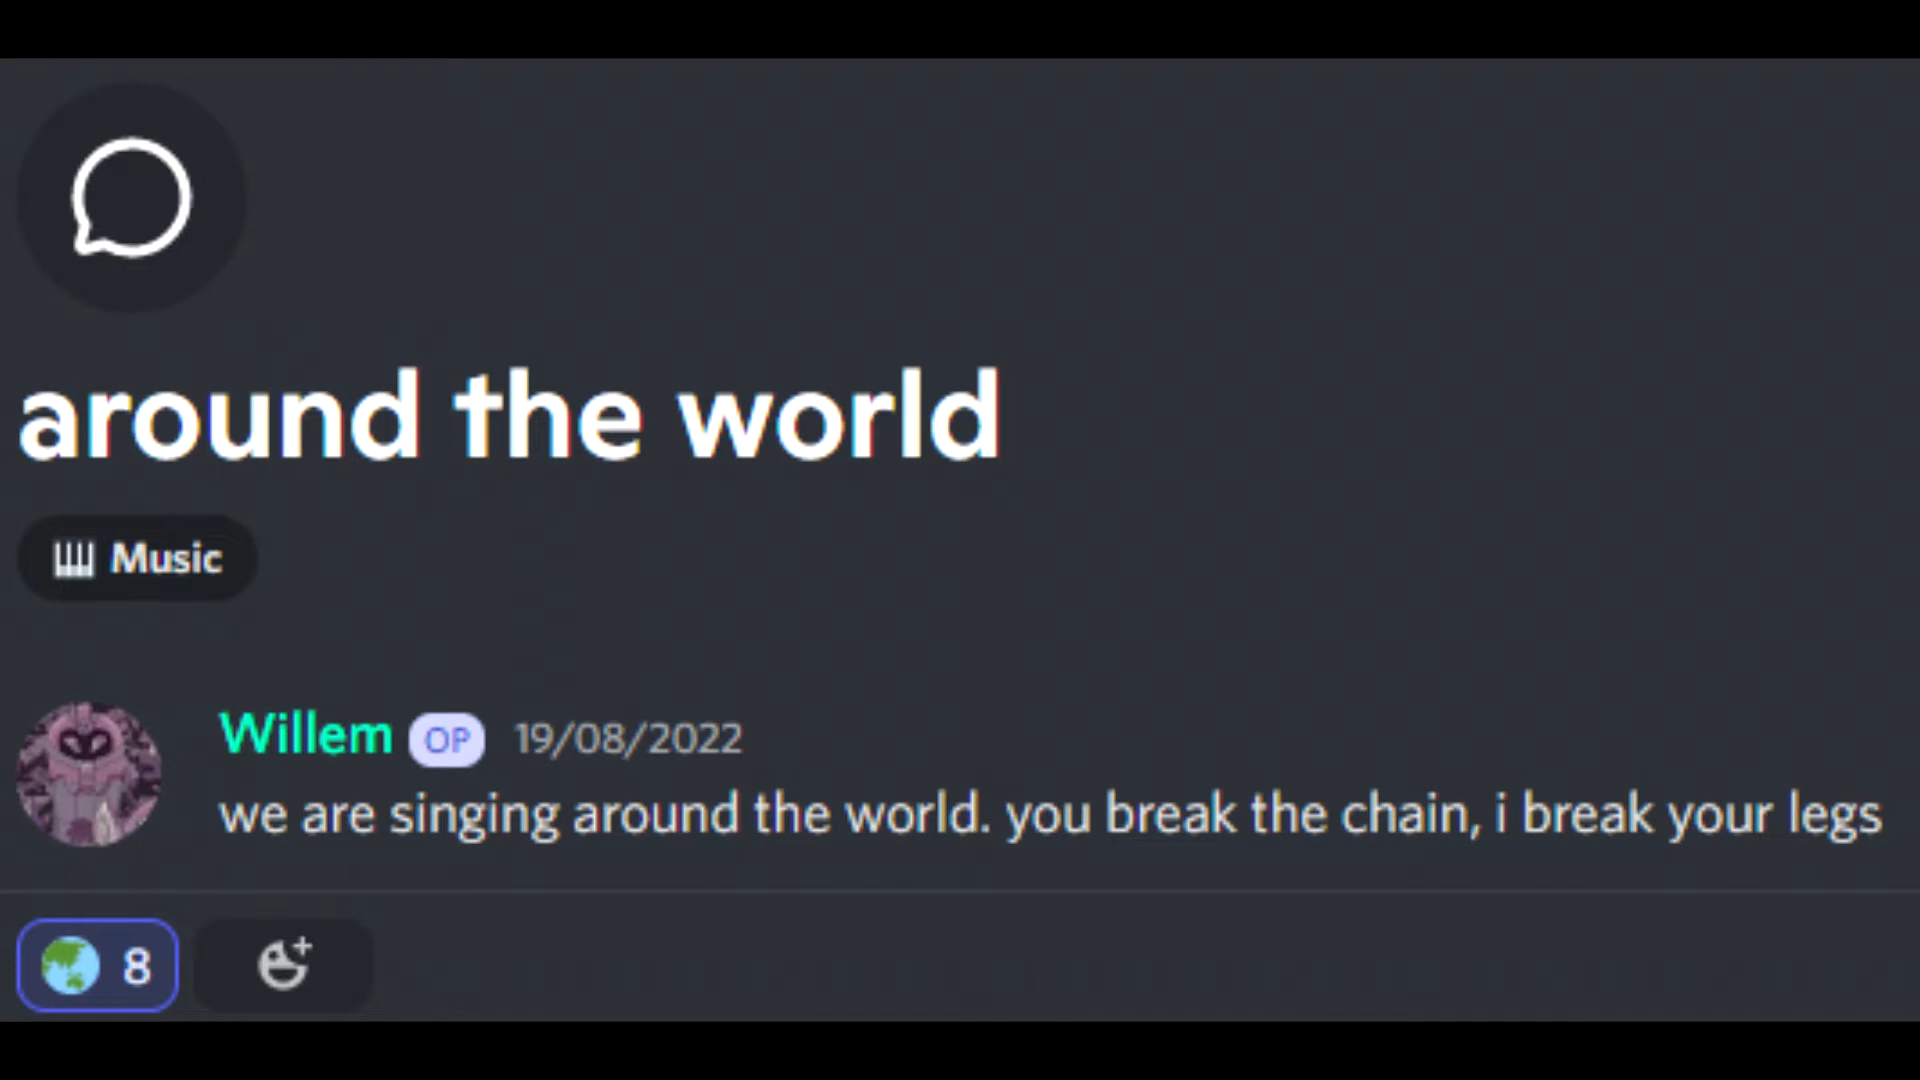 around the world
Music
Willem OP 19/08/2022
we are singing around the world. you break the chain, i break your legs
8